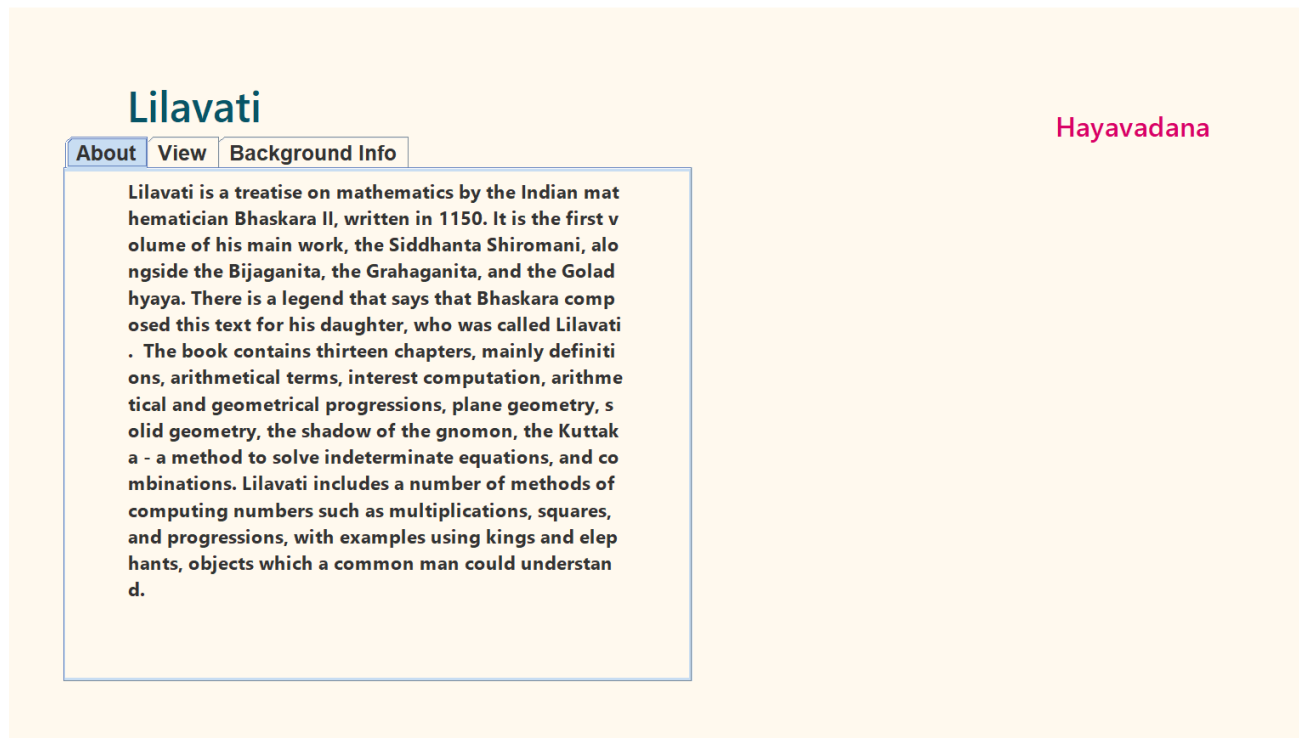 Lilavati
Hayavadana
About View Background Info
Lilavati is a treatise on mathematics by the Indian mat
hematician Bhaskara II, written in 1150. It is the first v
olume of his main work, the Siddhanta Shiromani, alo
ngside the Bijaganita, the Grahaganita, and the Golad
hyaya. There is a legend that says that Bhaskara comp
osed this text for his daughter, who was called Lilavati
.  The book contains thirteen chapters, mainly definiti
ons, arithmetical terms, interest computation, arithme
tical and geometrical progressions, plane geometry, s
olid geometry, the shadow of the gnomon, the Kuttak
a - a method to solve indeterminate equations, and co
mbinations. Lilavati includes a number of methods of
computing numbers such as multiplications, squares,
and progressions, with examples using kings and elep
hants, objects which a common man could understan
d.